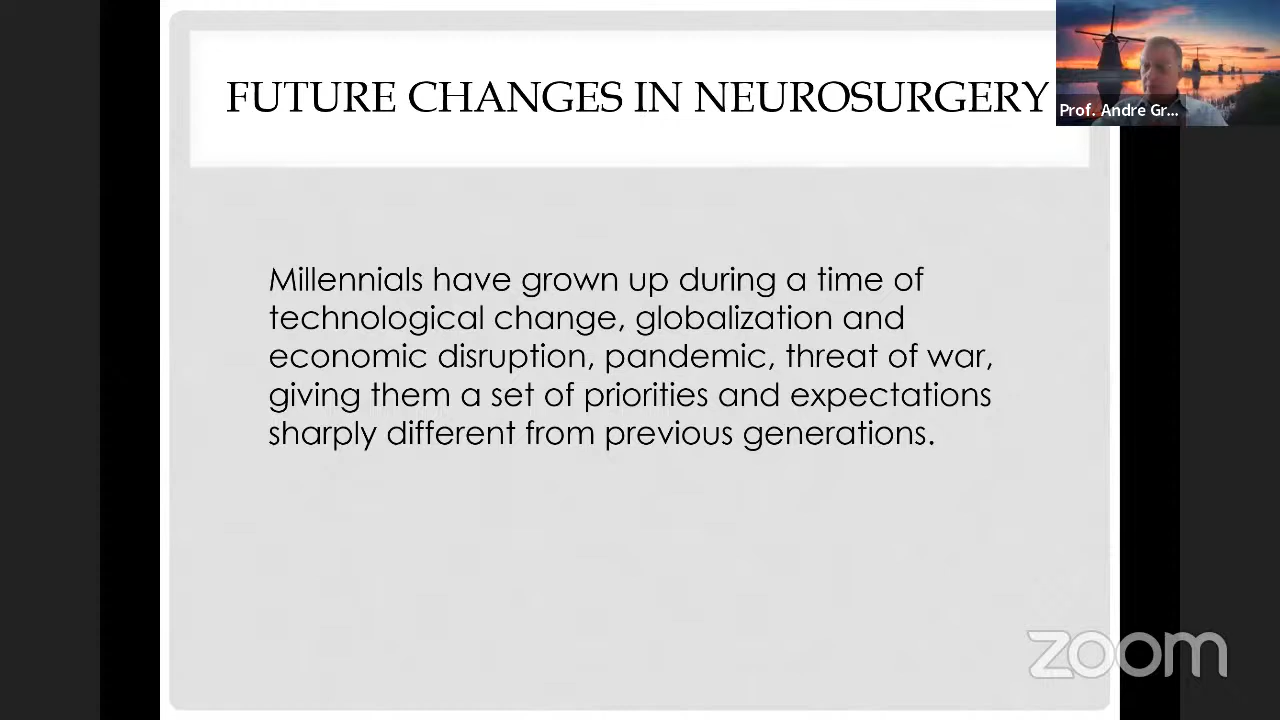 FUTURE CHANGES IN NEUROSURGERY
Prof. Andre Gr...
Millennials have grown up during a time of
technological change, globalization and
economic disruption, pandemic, threat of war,
giving them a set of priorities and expectations
sharply different from previous generations.
zoom